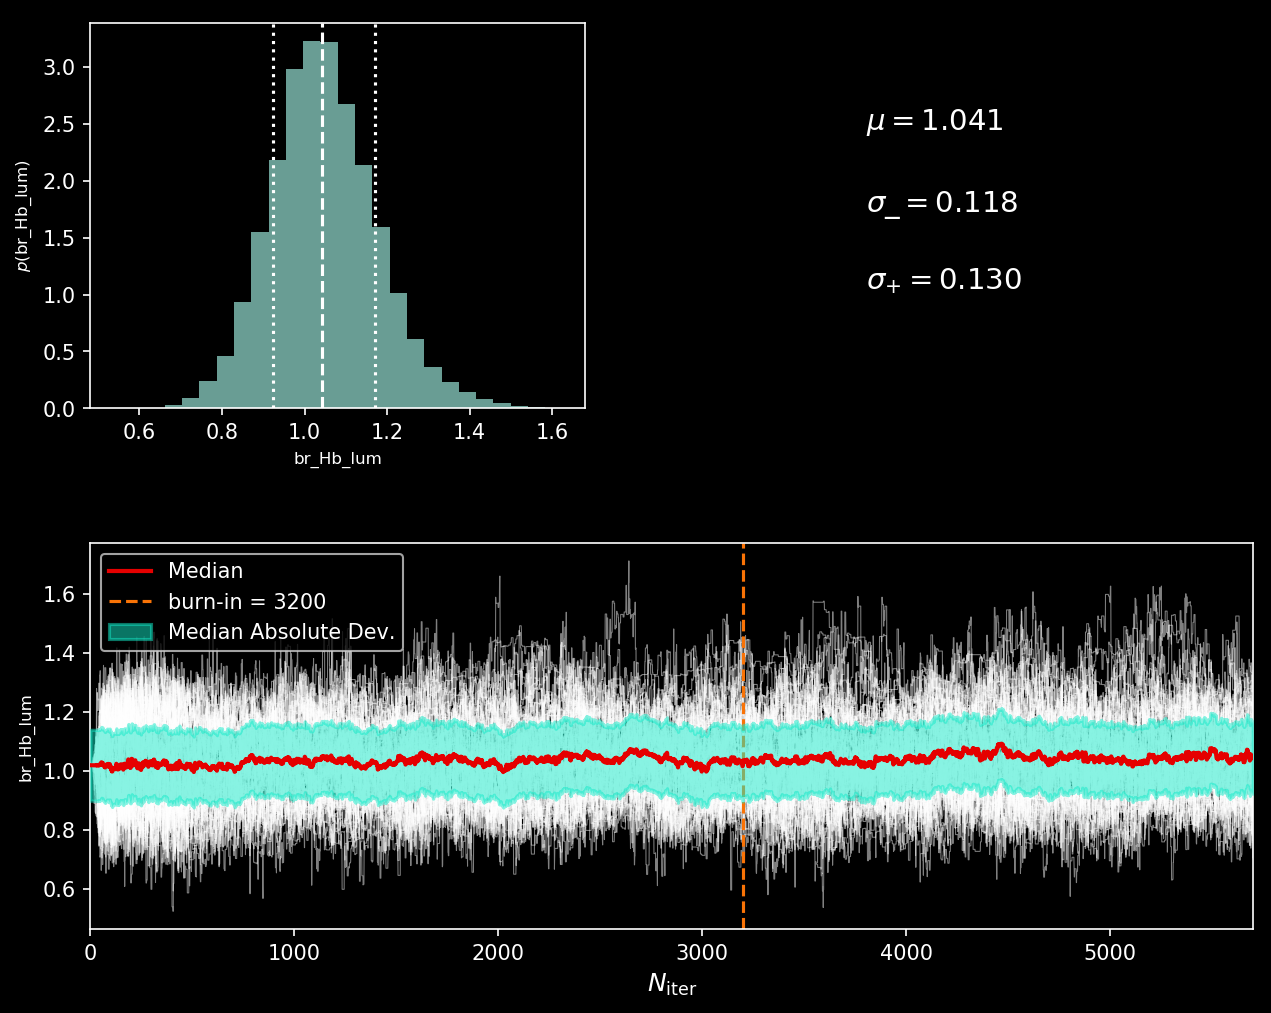 3.0
2.5
2.0
1.5
1.0
0.5
0.0
p(br_Hb_lum)
0.6 0.8 1.0 1.2 1.4 1.6
br_Hb_lum
μ = 1.041
σ_ = 0.118
σ+ = 0.130
Median
burn-in = 3200
Median Absolute Dev.
1.6
1.4
1.2
1.0
0.8
0.6
br_Hb_lum
0 1000 2000 3000 4000 5000
Niter